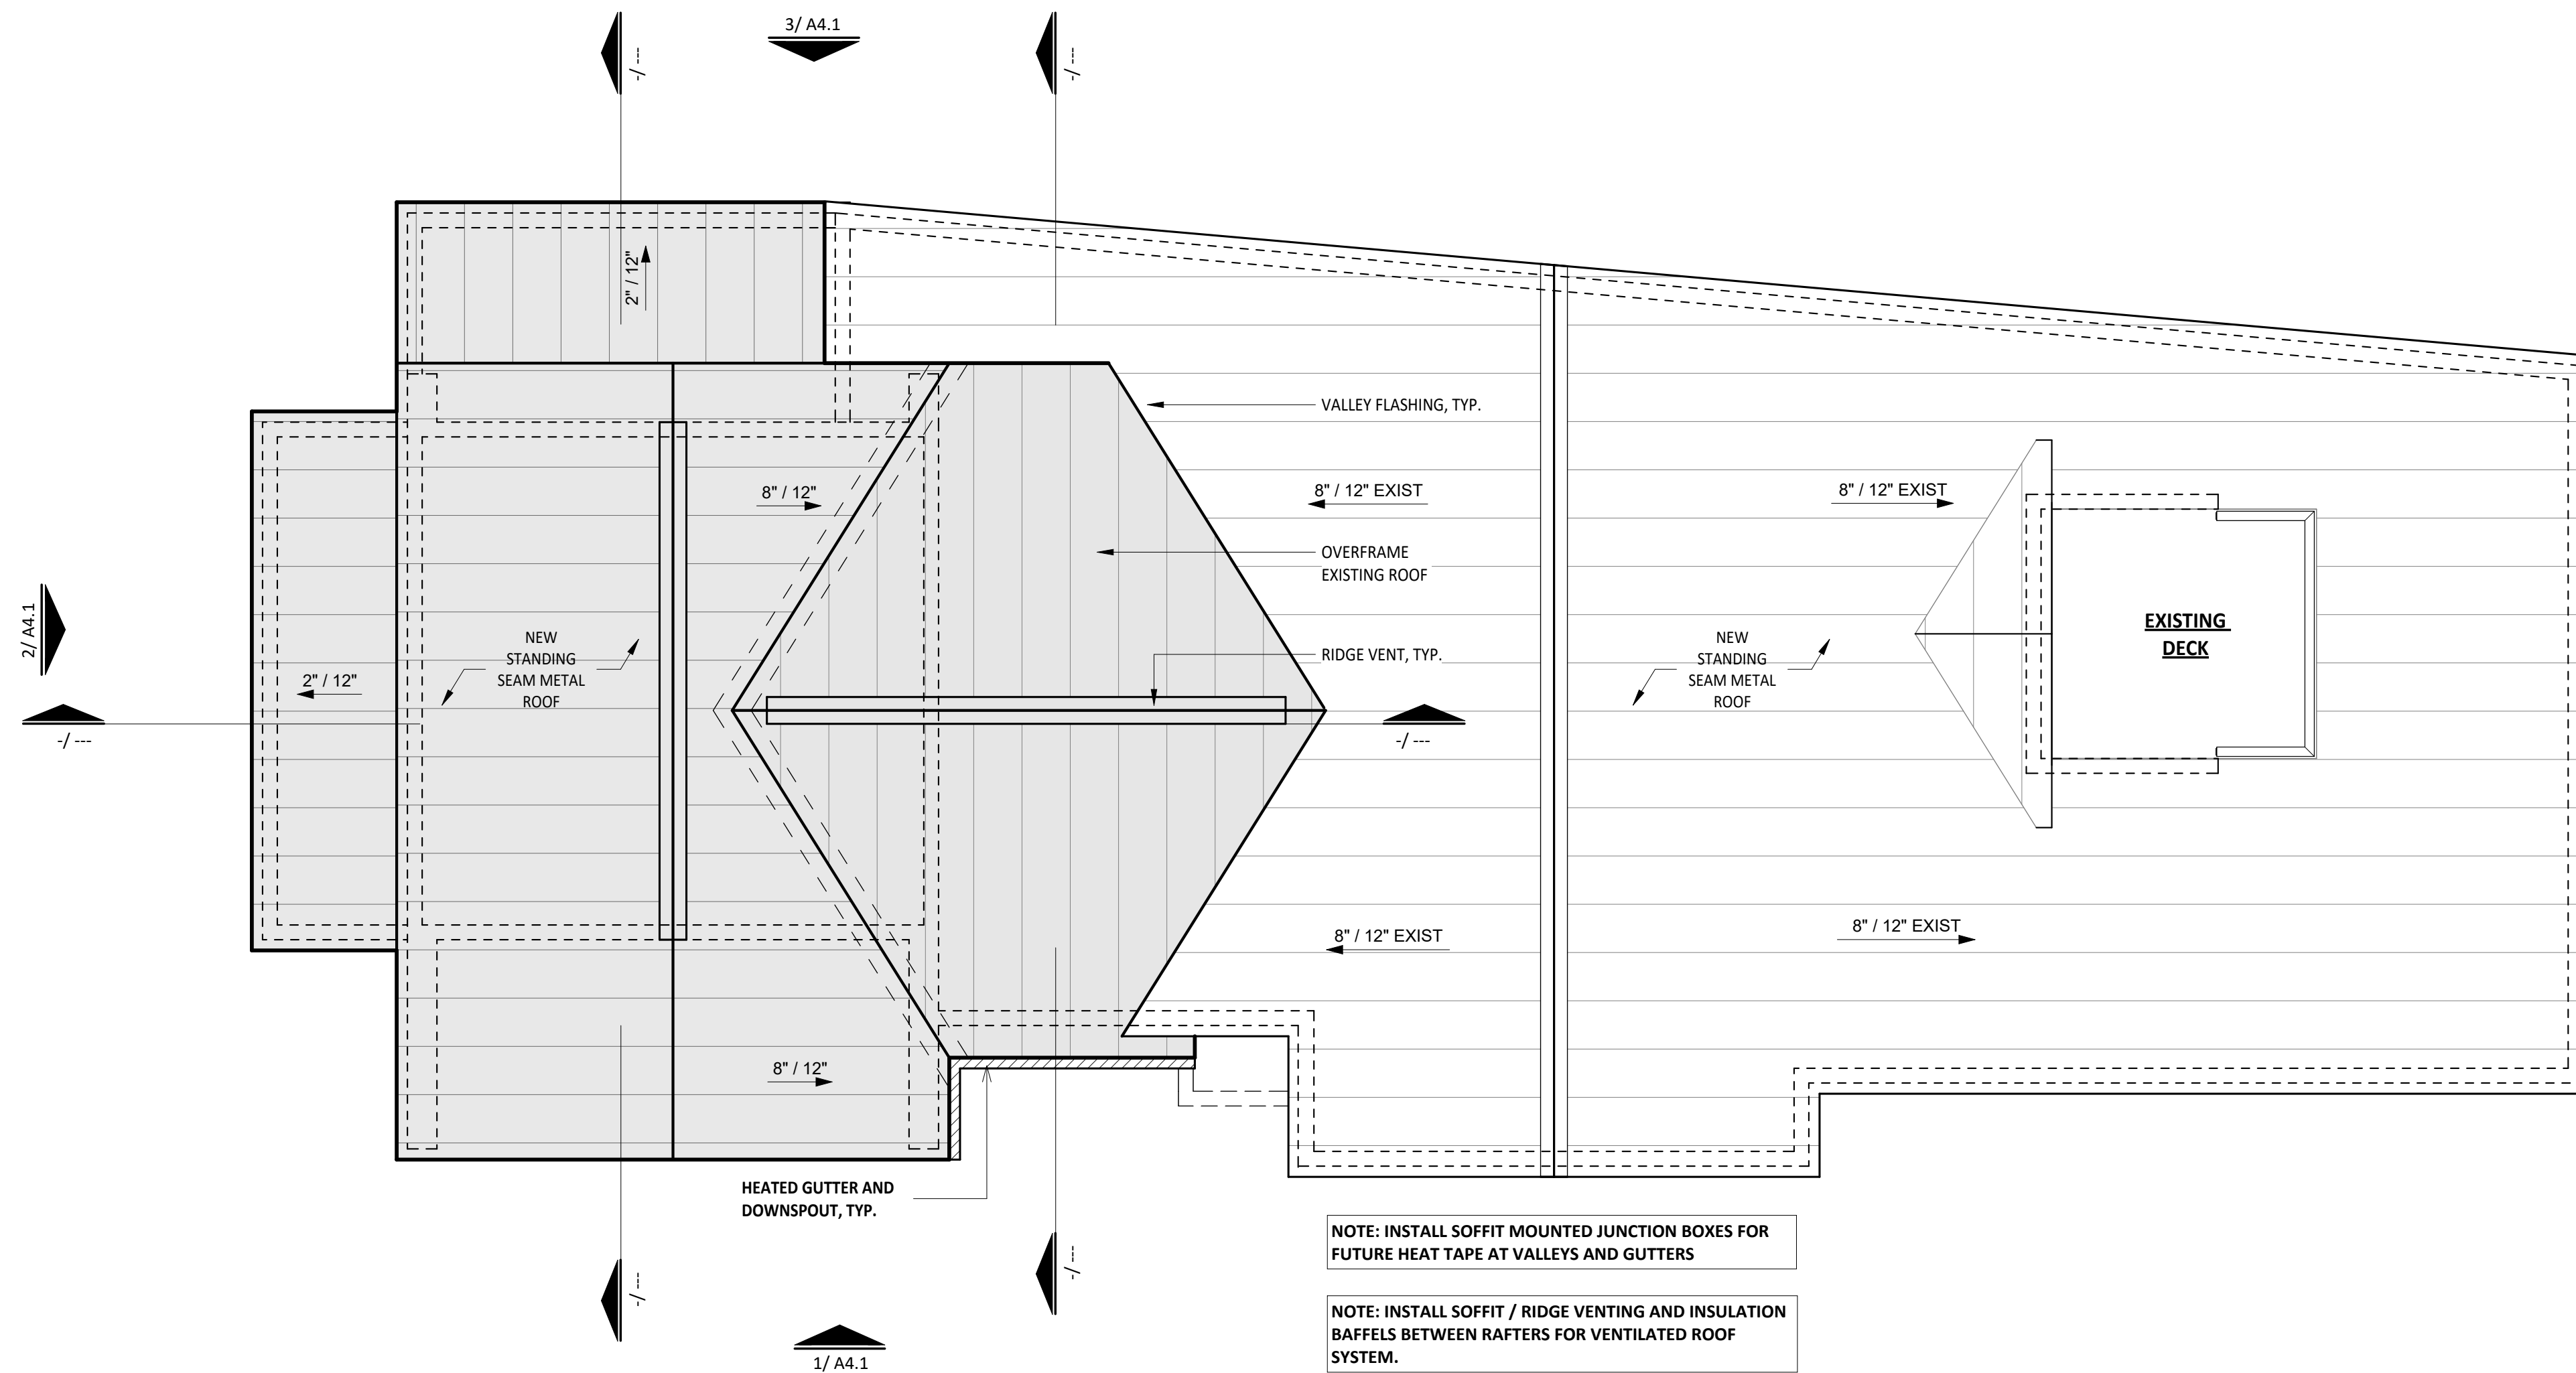 3/ A4.1
-/ ---
-/ ---
2" / 12"
VALLEY FLASHING, TYP.
8" / 12"
8" / 12" EXIST
8" / 12" EXIST
OVERFRAME
EXISTING ROOF
2/ A4.1
NEW
STANDING
SEAM METAL
ROOF
RIDGE VENT, TYP.
NEW
STANDING
SEAM METAL
ROOF
EXISTING
DECK
2" / 12"
-/ ---
-/ ---
8" / 12" EXIST
8" / 12" EXIST
8" / 12"
HEATED GUTTER AND
DOWNSPOUT, TYP.
NOTE: INSTALL SOFFIT MOUNTED JUNCTION BOXES FOR
FUTURE HEAT TAPE AT VALLEYS AND GUTTERS
-/ ---
-/ ---
NOTE: INSTALL SOFFIT / RIDGE VENTING AND INSULATION
BAFFELS BETWEEN RAFTERS FOR VENTILATED ROOF
SYSTEM.
1/ A4.1